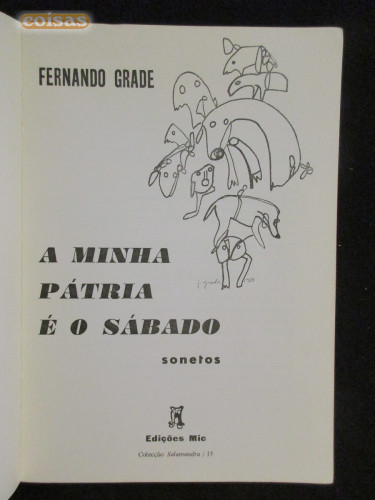 coisas
FERNANDO GRADE
A MINHA
PÁTRIA
É O SÁBADO
sonetos
Edições Mic
Colecção Salamandra / 15